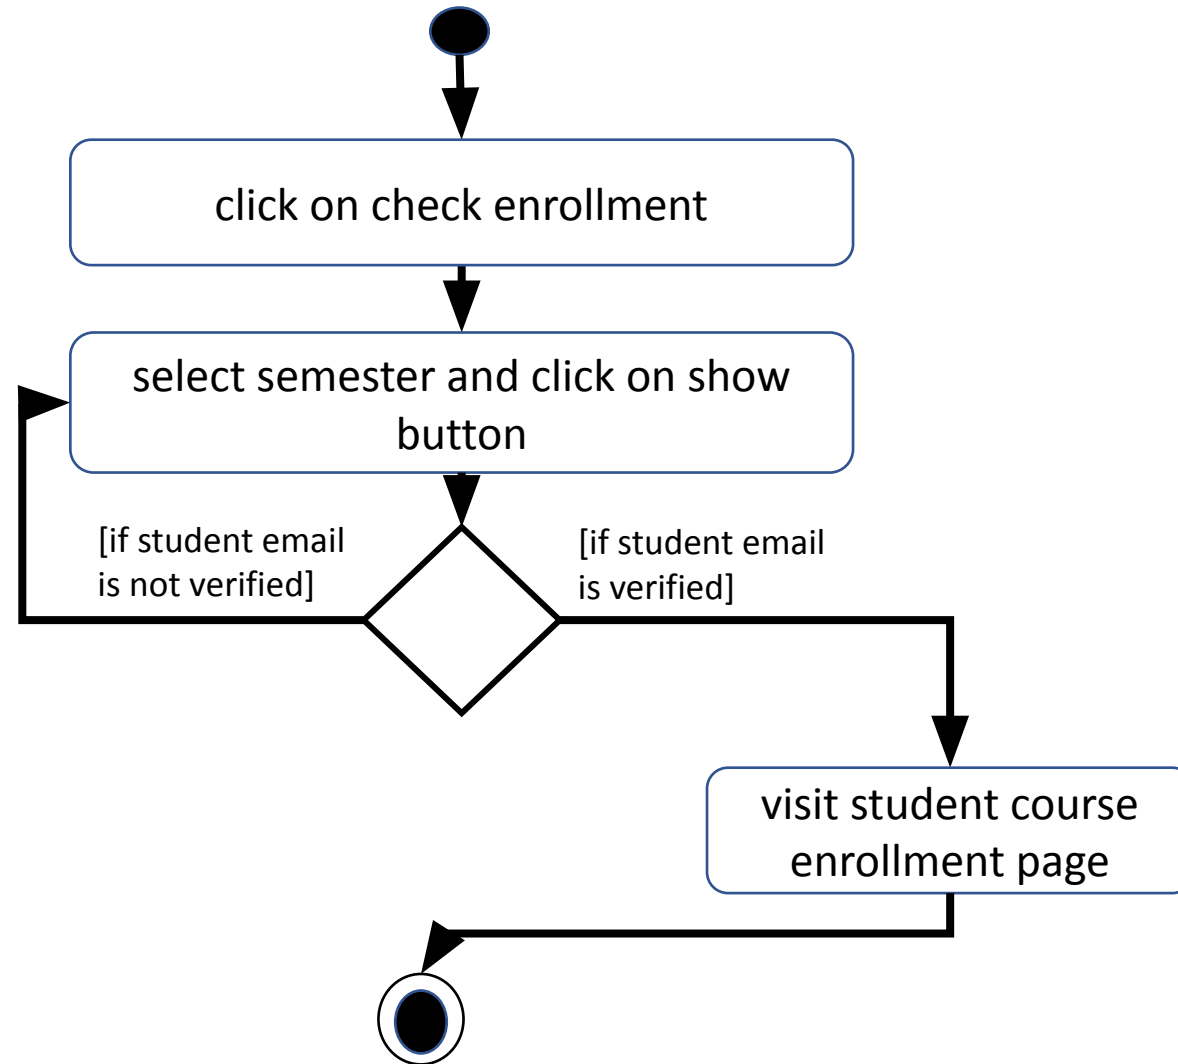 click on check enrollment
select semester and click on show
button
[if student email
is not verified]
[if student email
is verified]
visit student course
enrollment page